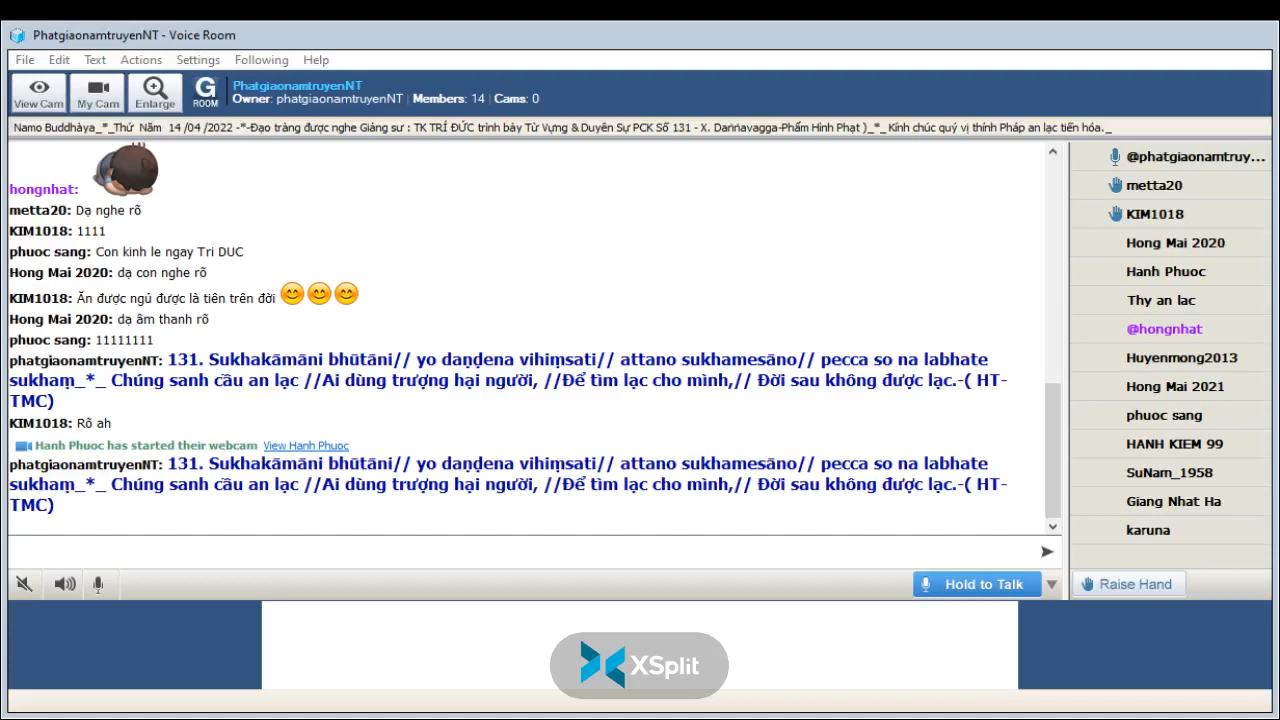 PhatgiaonamtruyenNT - Voice Room
File Edit Text Actions Settings Following Help
View Cam
My Cam
Enlarge
G
ROOM
PhatgiaonamtruyenNT
Owner: phatgiaonamtruyenNT | Members: 14 | Cams: 0
Namo Buddhàya_*_Thứ Năm 14 /04 /2022 -*-Đạo tràng được nghe Giảng sư : TK TRÍ ĐỨC trình bày Từ Vựng & Duyên Sự PCK Số 131 - X. Daṇṇavagga-Phẩm Hình Phạt )_*_ Kính chúc quý vị thính Pháp an lạc tiến hóa._
hongnhat:
metta20: Dạ nghe rõ
KIM1018: 1111
phuoc sang: Con kinh le ngay Tri DUC
Hong Mai 2020: dạ con nghe rõ
KIM1018: Ăn được ngủ được là tiên trên đời 😊😊😊
Hong Mai 2020: dạ âm thanh rõ
phuoc sang: 11111111
phatgiaonamtruyenNT: 131. Sukhakāmāni bhūtāni// yo daṇḍena vihiṃsati// attano sukhamesāno// pecca so na labhate
sukhaṃ_*_ Chúng sanh cầu an lạc //Ai dùng trượng hại người, //Để tìm lạc cho mình,// Đời sau không được lạc.-( HT-
TMC)
KIM1018: Rõ ah
Hanh Phuoc has started their webcam View Hanh Phuoc
phatgiaonamtruyenNT: 131. Sukhakāmāni bhūtāni// yo daṇḍena vihiṃsati// attano sukhamesāno// pecca so na labhate
sukhaṃ_*_ Chúng sanh cầu an lạc //Ai dùng trượng hại người, //Để tìm lạc cho mình,// Đời sau không được lạc.-( HT-
TMC)
@phatgiaonamtruy...
metta20
KIM1018
Hong Mai 2020
Hanh Phuoc
Thy an lac
@hongnhat
Huyenmong2013
Hong Mai 2021
phuoc sang
HANH KIEM 99
SuNam_1958
Giang Nhat Ha
karuna
Hold to Talk
Raise Hand
XSplit